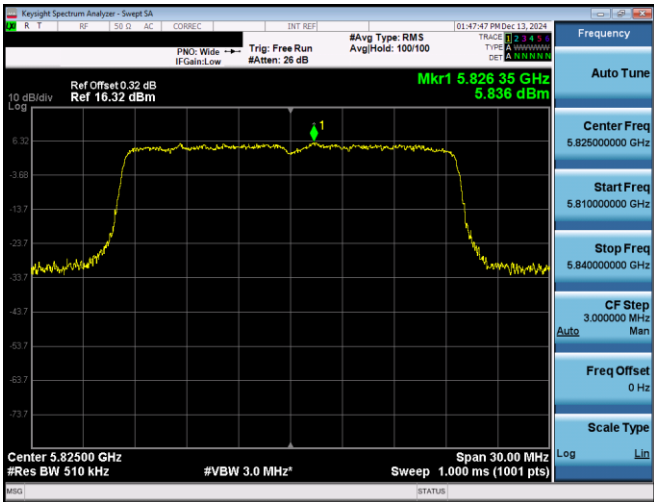 Keysight Spectrum Analyzer - Swept SA
R T RF 50 Ω AC CORREC INT REF 01:47:47 PM Dec 13, 2024
PNO: Wide
IFGain:Low
Trig: Free Run
#Atten: 26 dB
#Avg Type: RMS
Avg|Hold: 100/100
TRACE 1 2 3 4 5 6
TYPE A WWWWW
DET A N N N N N
Ref Offset 0.32 dB
10 dB/div Ref 16.32 dBm
Log
Mkr1 5.826 35 GHz
5.836 dBm
1
6.32
-3.68
-13.7
-23.7
-33.7
-43.7
-53.7
-63.7
-73.7
Center 5.82500 GHz Span 30.00 MHz
#Res BW 510 kHz #VBW 3.0 MHz* Sweep 1.000 ms (1001 pts)
MSG STATUS
Frequency
Auto Tune
Center Freq
5.825000000 GHz
Start Freq
5.810000000 GHz
Stop Freq
5.840000000 GHz
CF Step
3.000000 MHz
Auto Man
Freq Offset
0 Hz
Scale Type
Log Lin